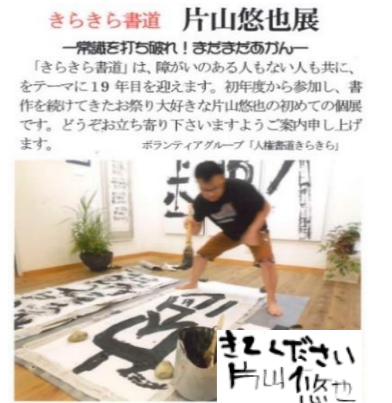 きらきら書道 片山悠也展
―常識を打ち破れ！まだまだあかん―
「きらきら書道」は、障がいのある人もない人も共に、
をテーマに19年目を迎えます。初年度から参加し、書
作を続けてきたお祭り大好きな片山悠也の初めての個展
です。どうぞお立ち寄り下さいますようご案内申し上げ
ます。 ボランティアグループ「人権書道きらきら」
きてください
片山悠也